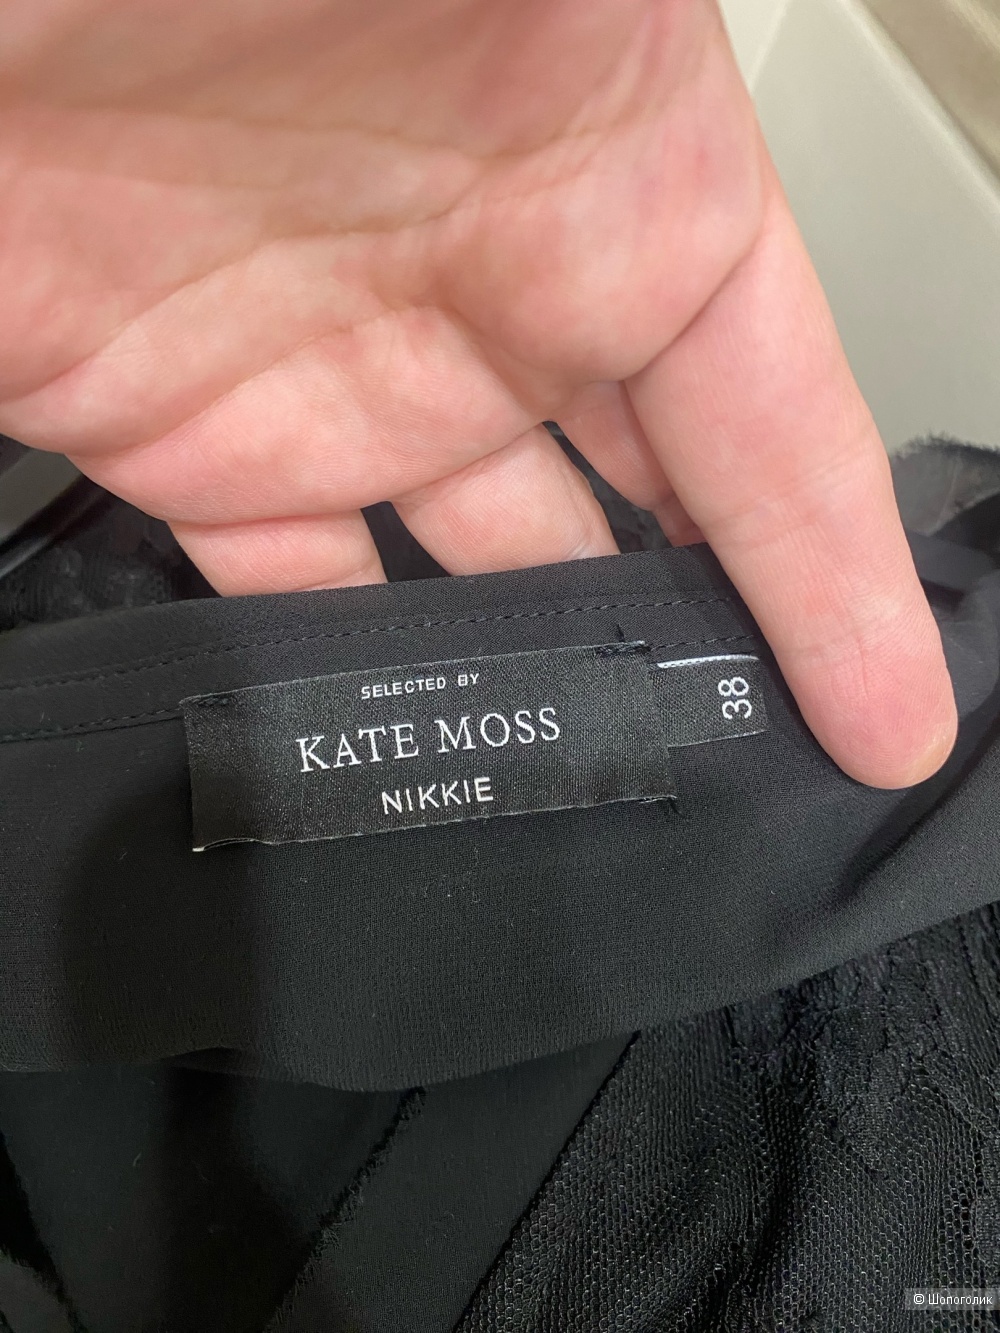 SELECTED BY
KATE MOSS
NIKKIE
38
© Шопоголик